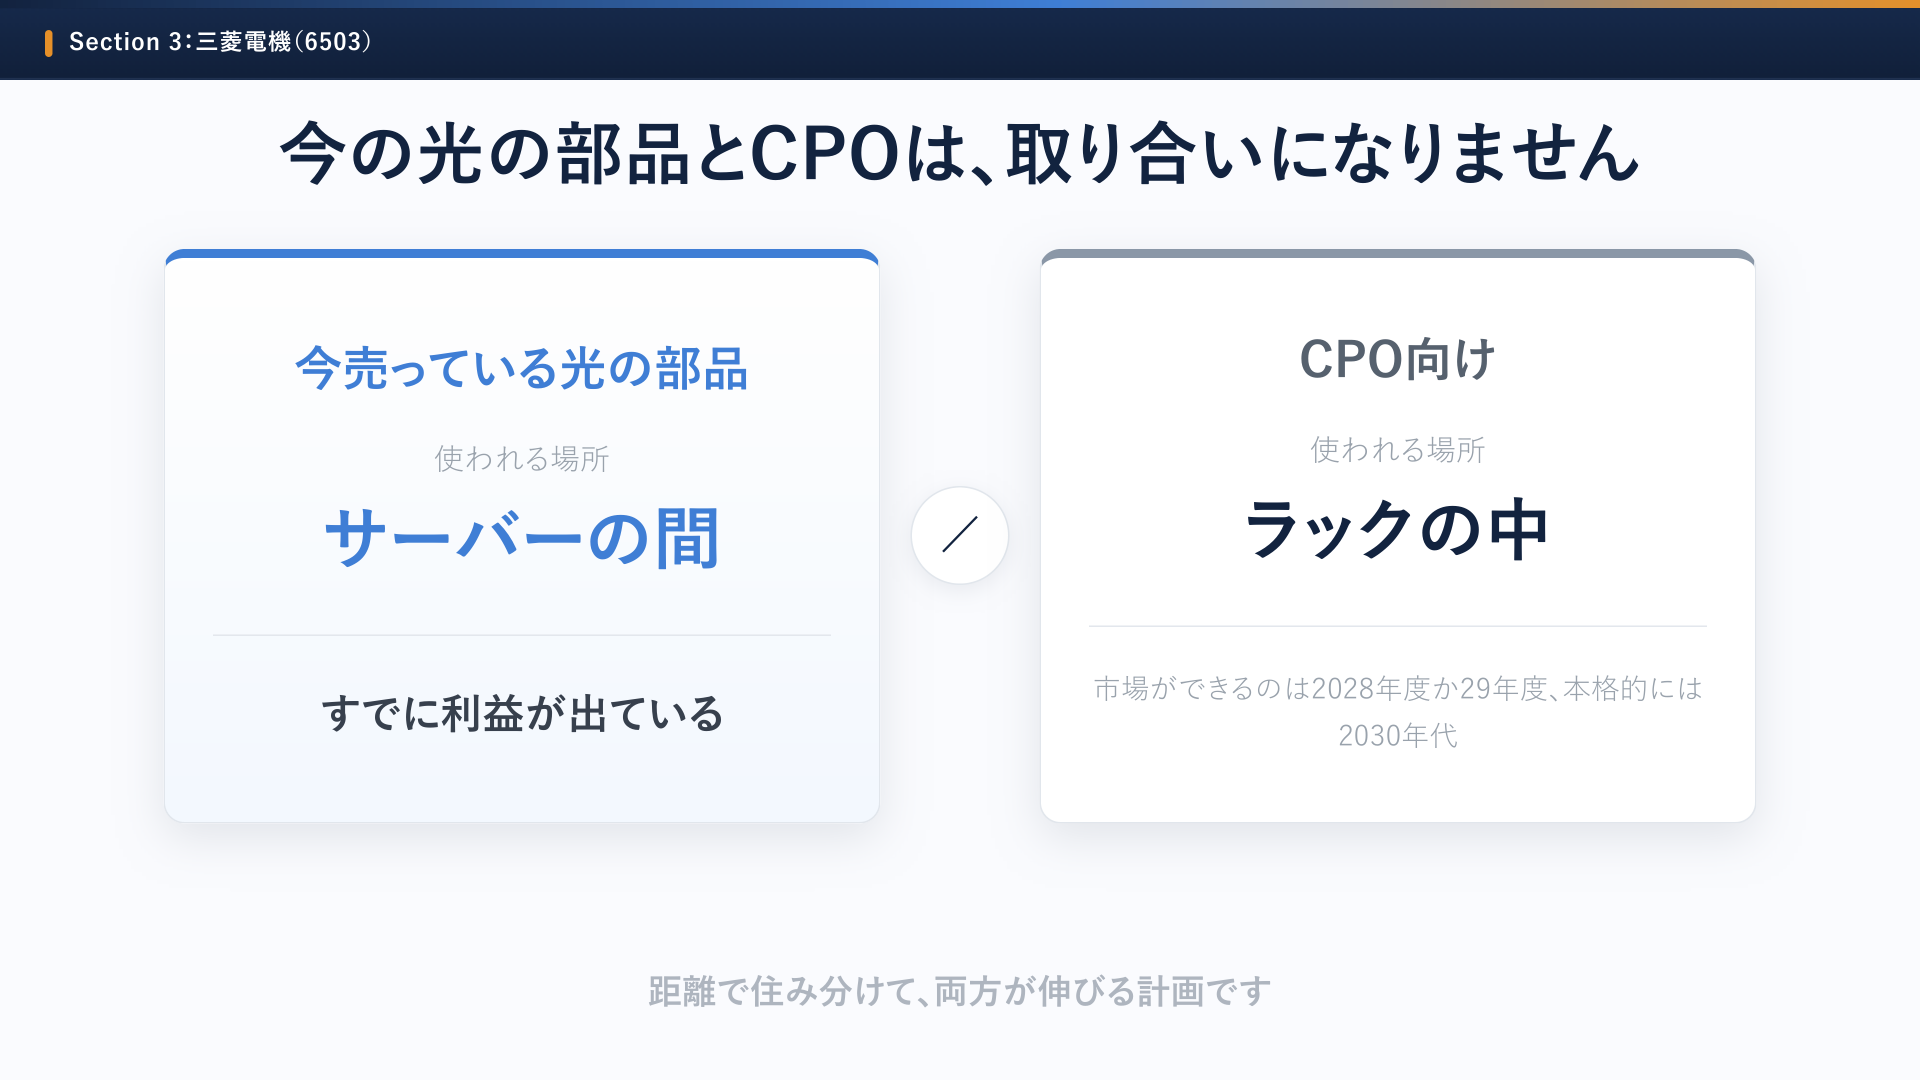 Section 3：三菱電機（6503）
今の光の部品とCPOは、取り合いになりません
今売っている光の部品
使われる場所
サーバーの間
すでに利益が出ている
／
CPO向け
使われる場所
ラックの中
市場ができるのは2028年度か29年度、本格的には
2030年代
距離で住み分けて、両方が伸びる計画です